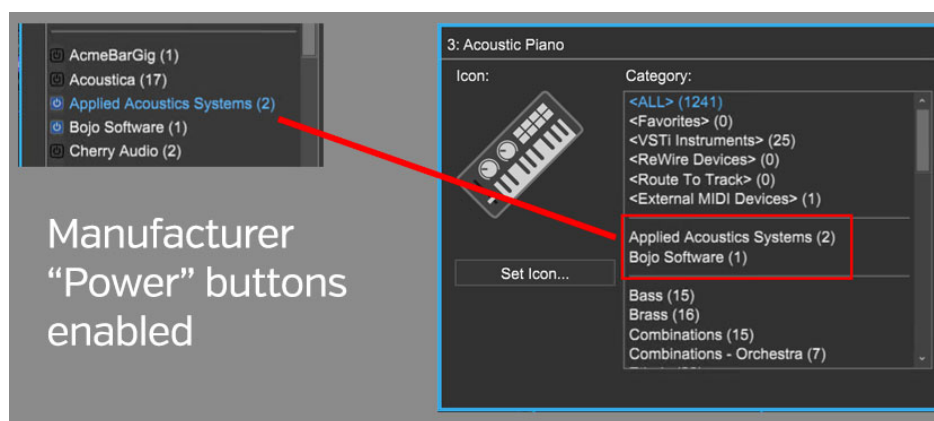 AcmeBarGig (1)
Acoustica (17)
Applied Acoustics Systems (2)
Bojo Software (1)
Cherry Audio (2)
Manufacturer
“Power” buttons
enabled
3: Acoustic Piano
Icon:
Set Icon...
Category:
<ALL> (1241)
<Favorites> (0)
<VSTi Instruments> (25)
<ReWire Devices> (0)
<Route To Track> (0)
<External MIDI Devices> (1)
Applied Acoustics Systems (2)
Bojo Software (1)
Bass (15)
Brass (16)
Combinations (15)
Combinations - Orchestra (7)